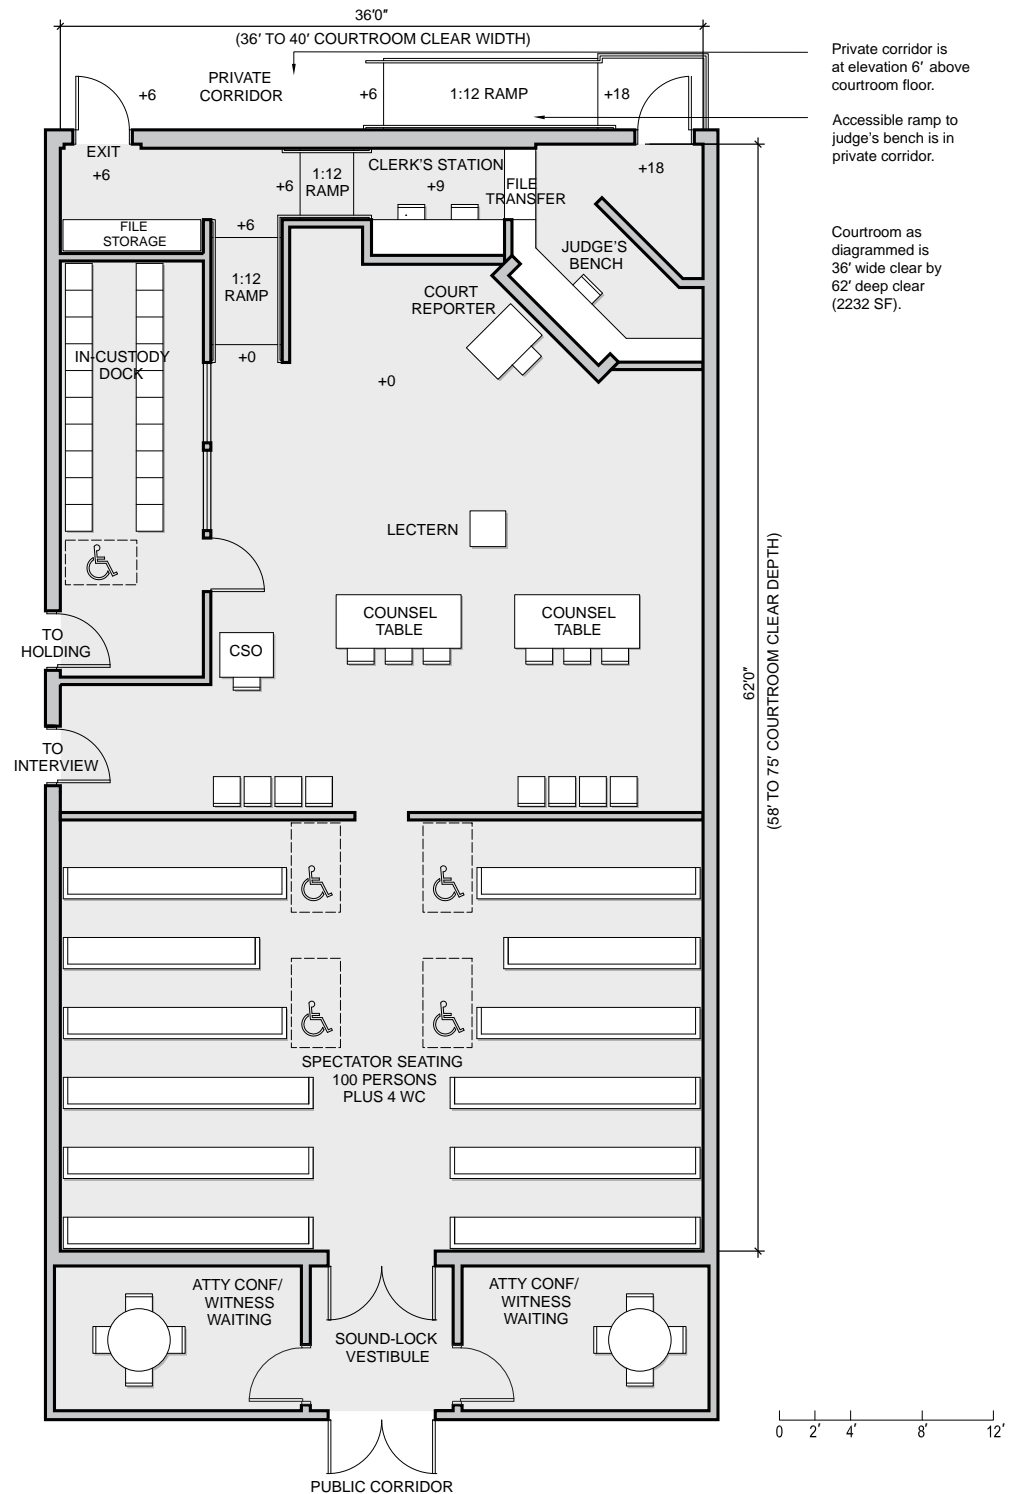 36′0″
(36′ TO 40′ COURTROOM CLEAR WIDTH)
PRIVATE
CORRIDOR
+6
+6
1:12 RAMP
+18
Private corridor is
at elevation 6′ above
courtroom floor.
Accessible ramp to
judge's bench is in
private corridor.
EXIT
+6
+6
1:12
RAMP
CLERK'S STATION
+9
FILE
TRANSFER
+18
FILE
STORAGE
+6
JUDGE'S
BENCH
Courtroom as
diagrammed is
36′ wide clear by
62′ deep clear
(2232 SF).
1:12
RAMP
COURT
REPORTER
IN-CUSTODY
DOCK
+0
+0
LECTERN
COUNSEL
TABLE
COUNSEL
TABLE
TO
HOLDING
CSO
62′0″
(58′ TO 75′ COURTROOM CLEAR DEPTH)
TO
INTERVIEW
SPECTATOR SEATING
100 PERSONS
PLUS 4 WC
ATTY CONF/
WITNESS
WAITING
ATTY CONF/
WITNESS
WAITING
SOUND-LOCK
VESTIBULE
PUBLIC CORRIDOR
0 2′ 4′ 8′ 12′